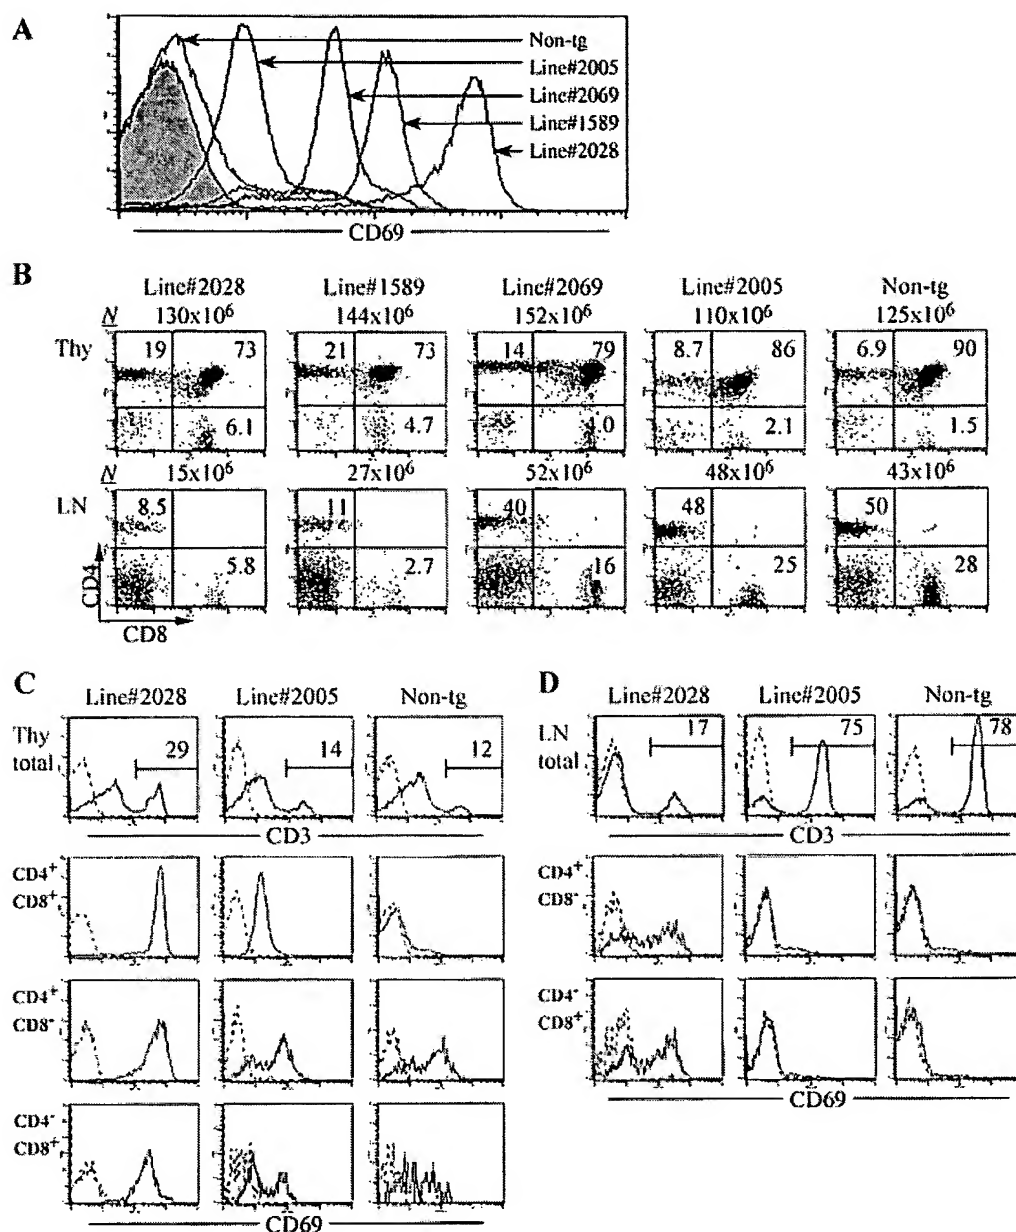 A
Non-tg
Line#2005
Line#2069
Line#1589
Line#2028
CD69
B
Line#2028 Line#1589 Line#2069 Line#2005 Non-tg
N 130x10⁶ 144x10⁶ 152x10⁶ 110x10⁶ 125x10⁶
Thy 19 73 21 73 14 79 8.7 86 6.9 90
6.1 4.7 4.0 2.1 1.5
N 15x10⁶ 27x10⁶ 52x10⁶ 48x10⁶ 43x10⁶
LN 8.5 11 40 48 50
5.8 2.7 16 25 28
CD4
CD8
C
Line#2028 Line#2005 Non-tg
Thy total 29 14 12
CD3
CD4⁺ CD8⁺
CD4⁺ CD8⁻
CD4⁻ CD8⁺
CD69
D
Line#2028 Line#2005 Non-tg
LN total 17 75 78
CD3
CD4⁺ CD8⁻
CD4⁻ CD8⁺
CD69